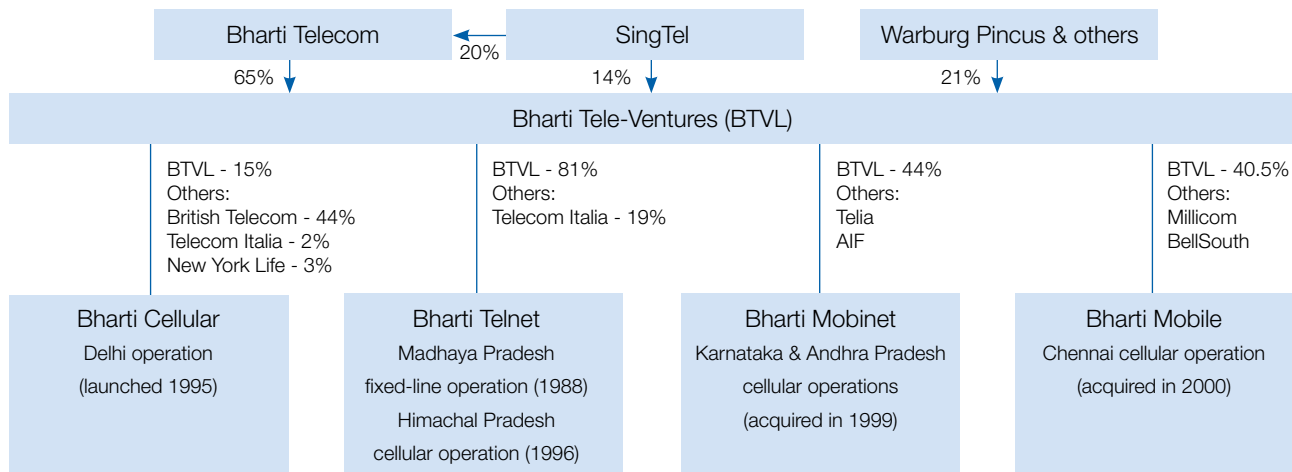 Bharti Telecom
SingTel
Warburg Pincus & others
20%
65%
14%
21%
Bharti Tele-Ventures (BTVL)
BTVL - 15%
Others:
British Telecom - 44%
Telecom Italia - 2%
New York Life - 3%
BTVL - 81%
Others:
Telecom Italia - 19%
BTVL - 44%
Others:
Telia
AIF
BTVL - 40.5%
Others:
Millicom
BellSouth
Bharti Cellular
Delhi operation
(launched 1995)
Bharti Telnet
Madhaya Pradesh
fixed-line operation (1988)
Himachal Pradesh
cellular operation (1996)
Bharti Mobinet
Karnataka & Andhra Pradesh
cellular operations
(acquired in 1999)
Bharti Mobile
Chennai cellular operation
(acquired in 2000)